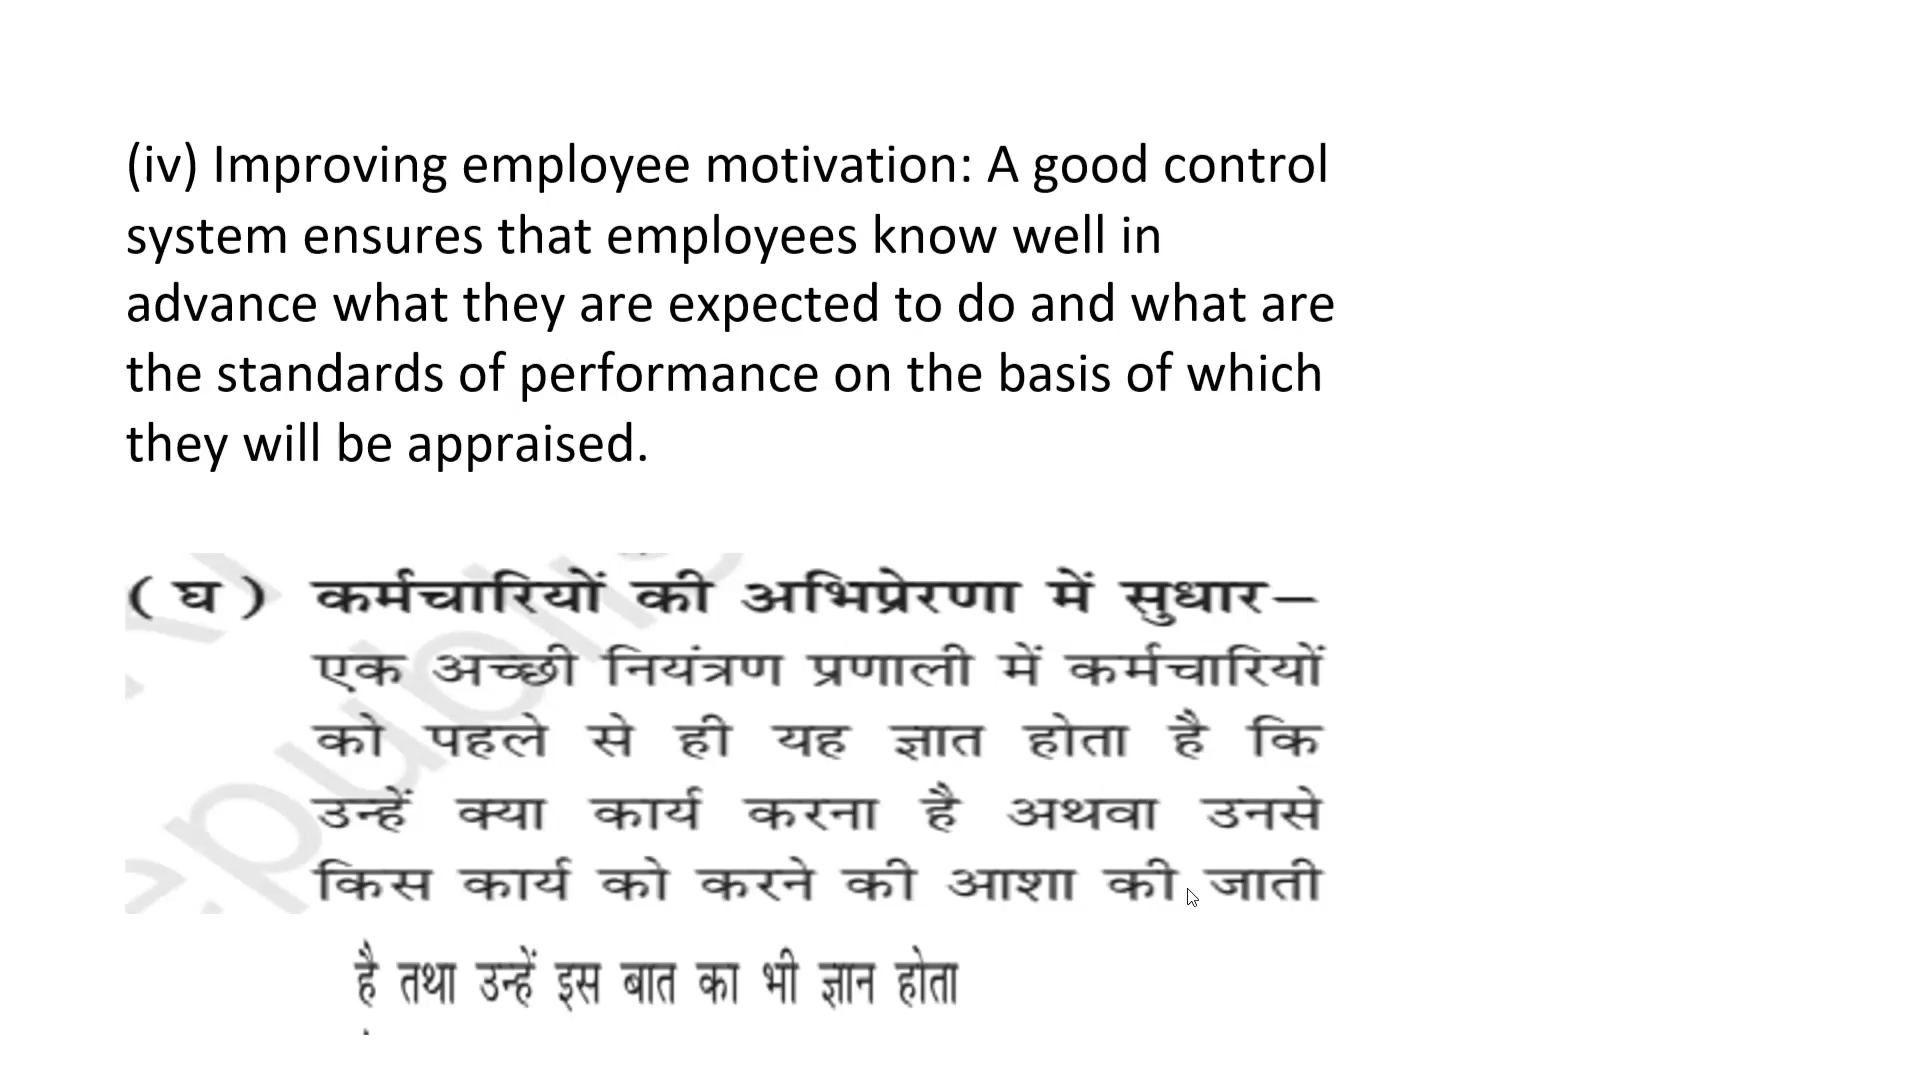 (iv) Improving employee motivation: A good control
system ensures that employees know well in
advance what they are expected to do and what are
the standards of performance on the basis of which
they will be appraised.
( घ ) कर्मचारियों की अभिप्रेरणा में सुधार–
एक अच्छी नियंत्रण प्रणाली में कर्मचारियों
को पहले से ही यह ज्ञात होता है कि
उन्हें क्या कार्य करना है अथवा उनसे
किस कार्य को करने की आशा की जाती
है तथा उन्हें इस बात का भी ज्ञान होता